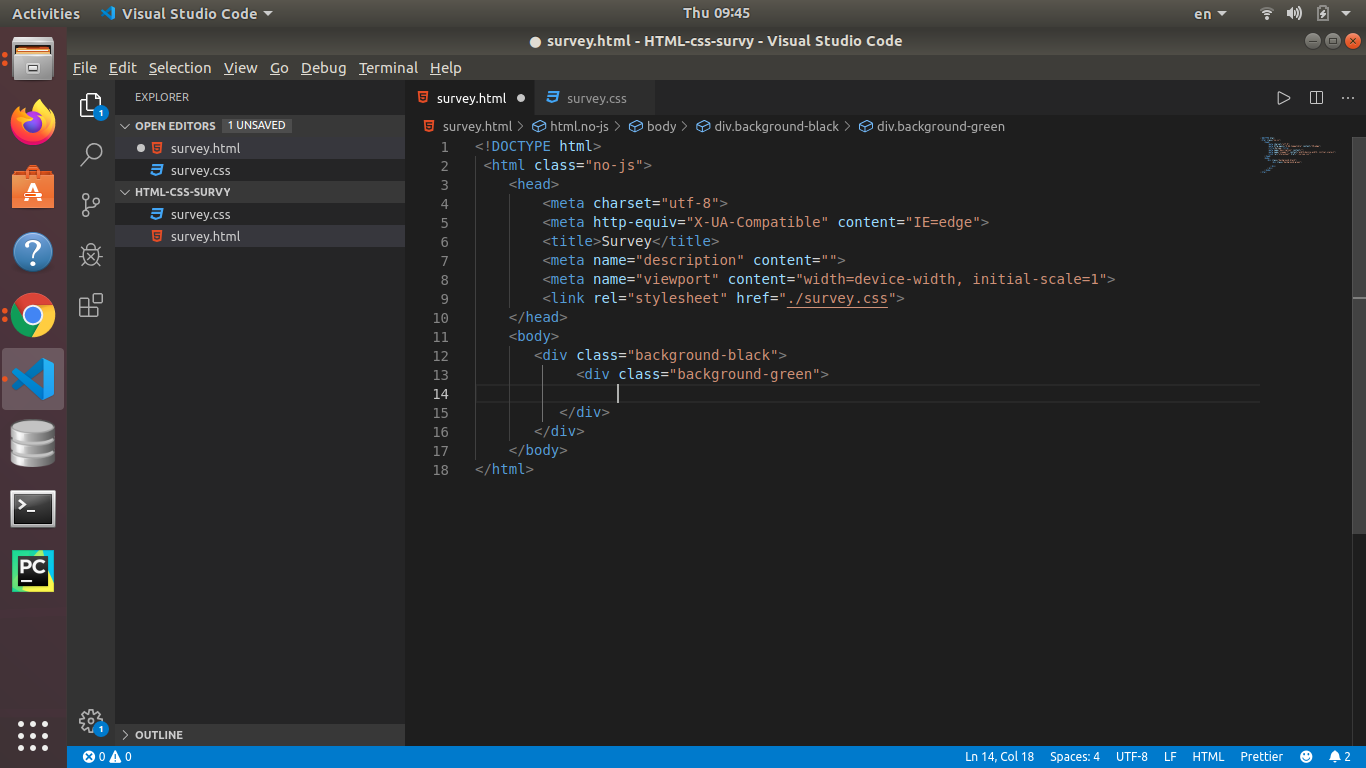 Activities Visual Studio Code Thu 09:45 en
● survey.html - HTML-css-survy - Visual Studio Code
File Edit Selection View Go Debug Terminal Help
EXPLORER
OPEN EDITORS 1 UNSAVED
survey.html
survey.css
HTML-CSS-SURVY
survey.css
survey.html
OUTLINE
1
1
survey.html survey.css
survey.html > html.no-js > body > div.background-black > div.background-green
1 <!DOCTYPE html>
2 <html class="no-js">
3 <head>
4 <meta charset="utf-8">
5 <meta http-equiv="X-UA-Compatible" content="IE=edge">
6 <title>Survey</title>
7 <meta name="description" content="">
8 <meta name="viewport" content="width=device-width, initial-scale=1">
9 <link rel="stylesheet" href="./survey.css">
10 </head>
11 <body>
12 <div class="background-black">
13 <div class="background-green">
14
15 </div>
16 </div>
17 </body>
18 </html>
PC
0 0 Ln 14, Col 18 Spaces: 4 UTF-8 LF HTML Prettier 2